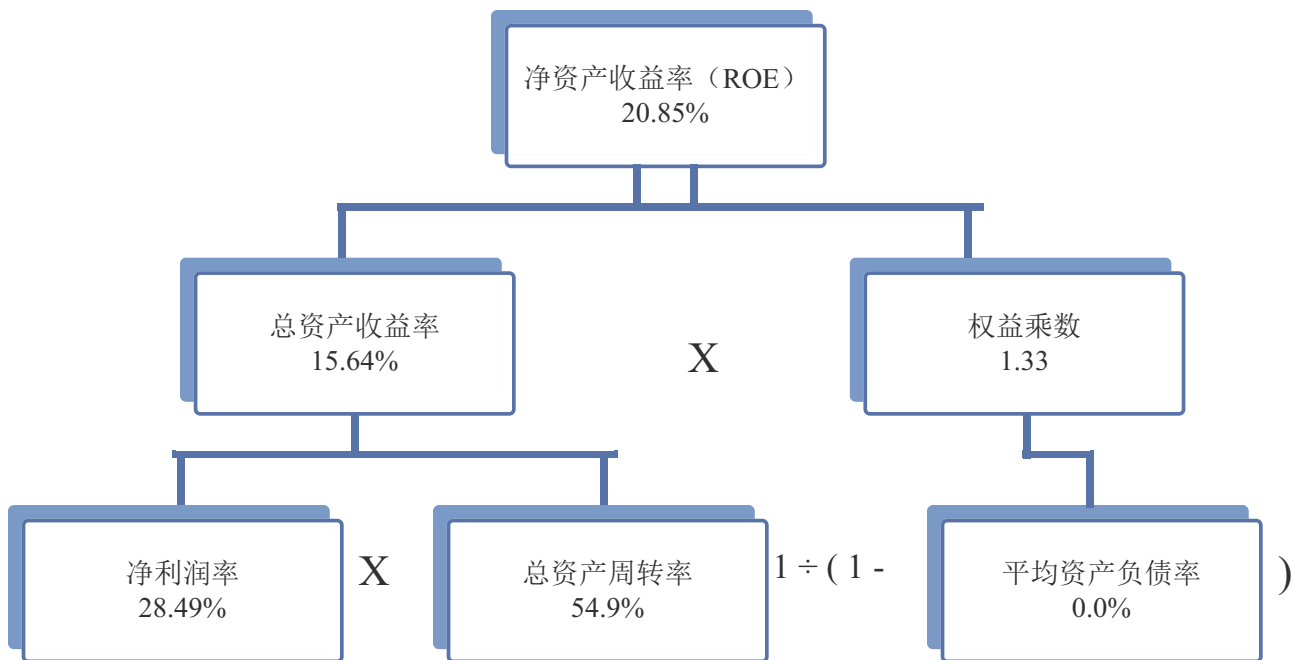 净资产收益率（ROE）
20.85%
总资产收益率
15.64%
X
权益乘数
1.33
净利润率
28.49%
X
总资产周转率
54.9%
1 ÷ ( 1 -
平均资产负债率
0.0%
)